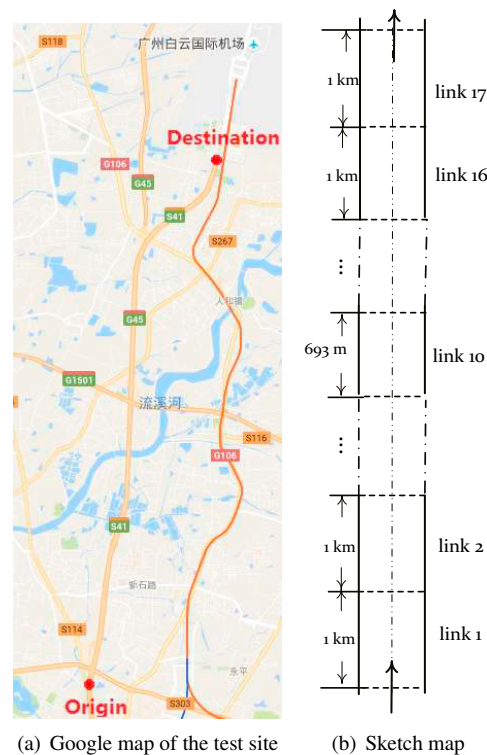 S118
广州白云国际机场
Destination
G106
G45
S41
S267
人和镇
G45
G1501
流溪河
S116
G106
S41
新石路
S114
永平
Origin
S303
(a) Google map of the test site
1 km
link 17
1 km
link 16
...
693 m
link 10
...
1 km
link 2
1 km
link 1
(b) Sketch map